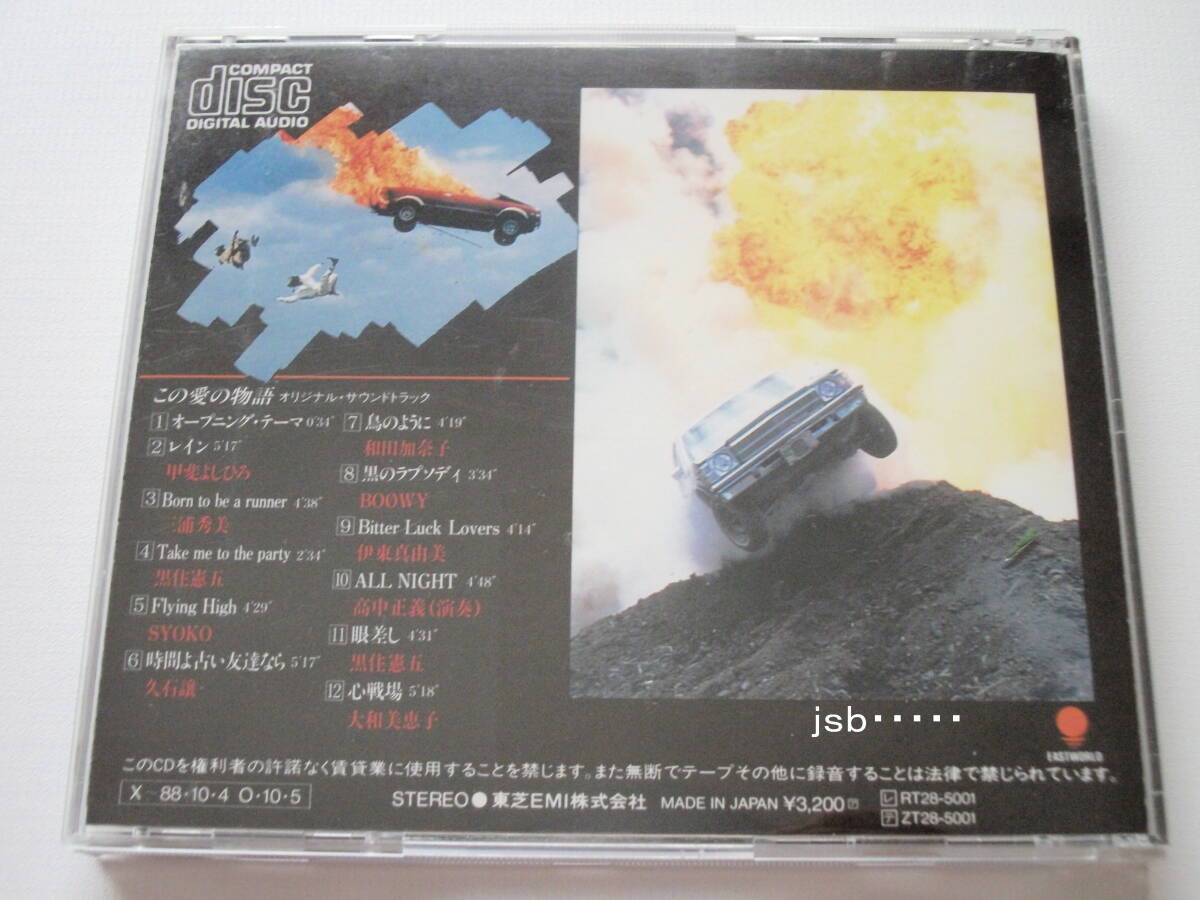 COMPACT
disc
DIGITAL AUDIO
この愛の物語 オリジナル・サウンドトラック
1 オープニング・テーマ 0'34"
2 レイン 5'17"
甲斐よしひろ
3 Born to be a runner 4'38"
三浦秀美
4 Take me to the party 2'34"
黒住憲五
5 Flying High 4'29"
SYOKO
6 時間よ古い友達なら 5'17"
久石譲
7 鳥のように 4'19"
和田加奈子
8 黒のラプソディ 3'34"
BOØWY
9 Bitter Luck Lovers 4'14"
伊東真由美
10 ALL NIGHT 4'48"
高中正義(演奏)
11 眼差し 4'31"
黒住憲五
12 心戦場 5'18"
大和美恵子
jsb・・・・・
EASTWORLD
このCDを権利者の許諾なく賃貸業に使用することを禁じます。また無断でテープその他に録音することは法律で禁じられています。
X 88・10・4 O・10・5
STEREO ● 東芝EMI株式会社 MADE IN JAPAN ¥3,200
レ RT28-5001
テ ZT28-5001